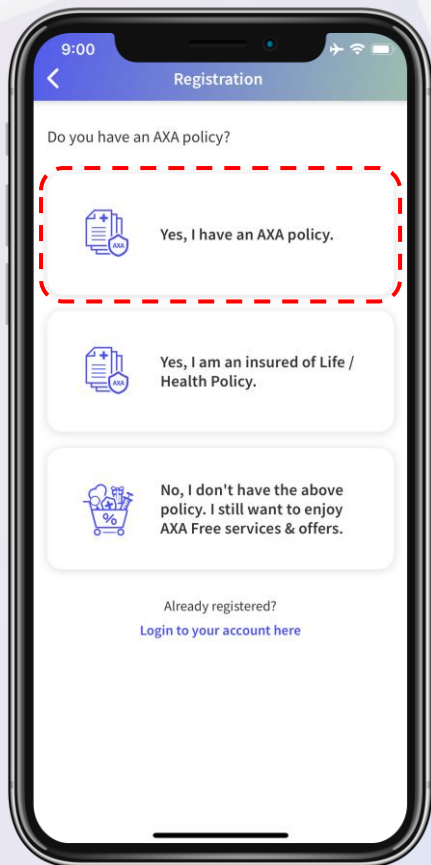 9:00
Registration
Do you have an AXA policy?
AXA
Yes, I have an AXA policy.
AXA
Yes, I am an insured of Life /
Health Policy.
%
No, I don't have the above
policy. I still want to enjoy
AXA Free services & offers.
Already registered?
Login to your account here